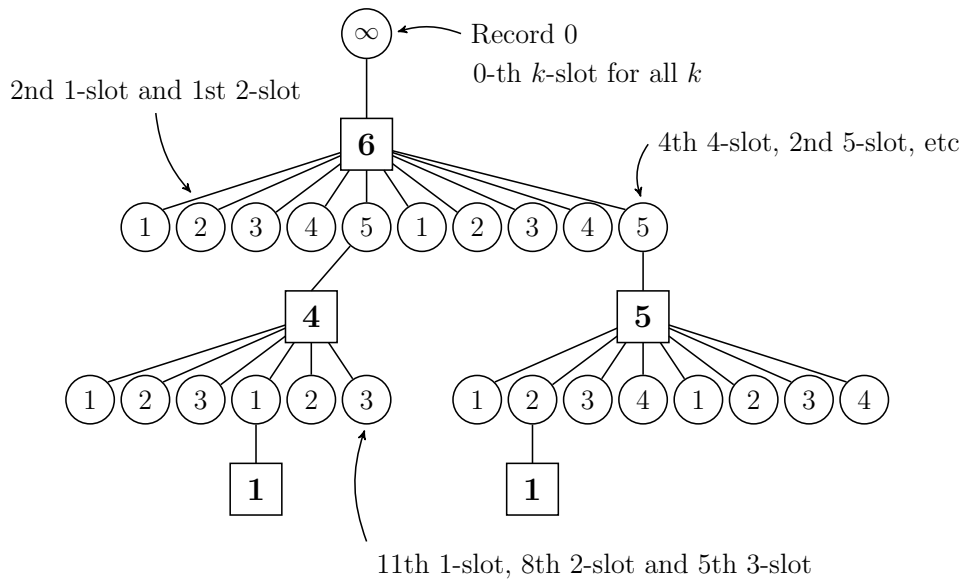 ∞
Record 0
0-th k-slot for all k
2nd 1-slot and 1st 2-slot
6
4th 4-slot, 2nd 5-slot, etc
1 2 3 4 5 1 2 3 4 5
4 5
1 2 3 1 2 3 1 2 3 4 1 2 3 4
1 1
11th 1-slot, 8th 2-slot and 5th 3-slot